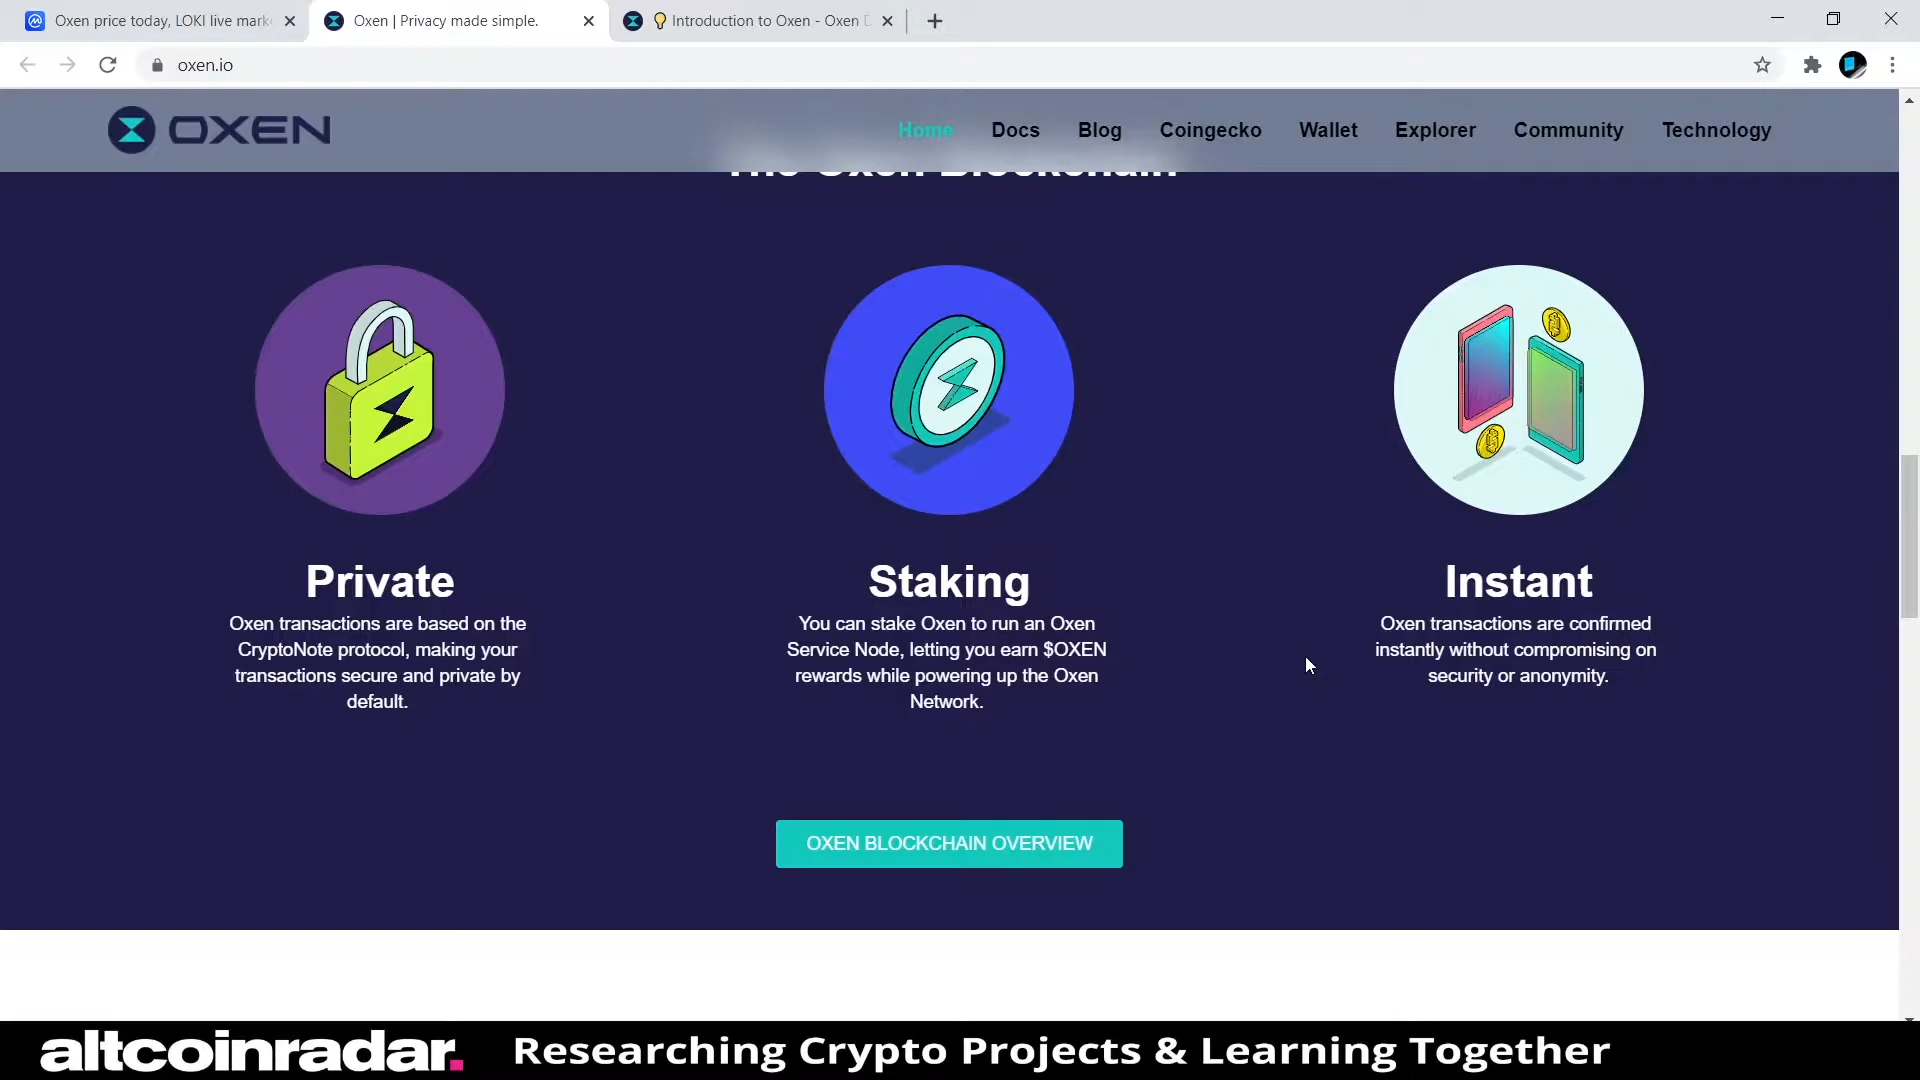 Oxen price today, LOKI live mark
Oxen | Privacy made simple.
Introduction to Oxen - Oxen D
oxen.io
OXEN
Home
Docs
Blog
Coingecko
Wallet
Explorer
Community
Technology
The Oxen Blockchain
Private
Oxen transactions are based on the
CryptoNote protocol, making your
transactions secure and private by
default.
Staking
You can stake Oxen to run an Oxen
Service Node, letting you earn $OXEN
rewards while powering up the Oxen
Network.
Instant
Oxen transactions are confirmed
instantly without compromising on
security or anonymity.
OXEN BLOCKCHAIN OVERVIEW
altcoinradar.
Researching Crypto Projects & Learning Together